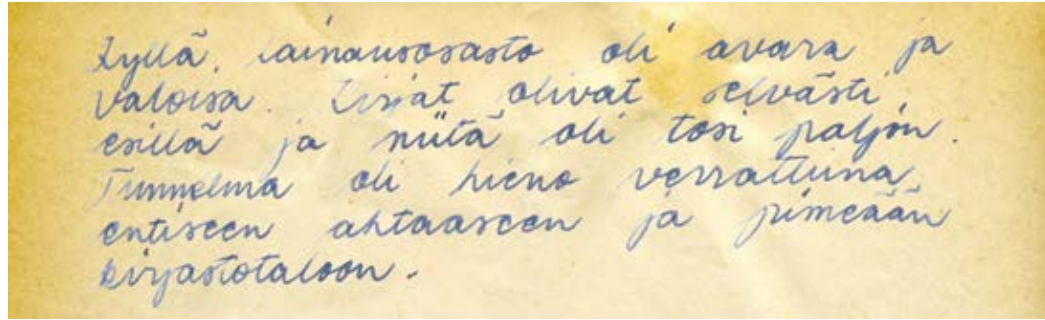 Kyllä, lainausosasto oli avara ja
valoisa. Kirjat olivat selvästi
esillä ja niitä oli tosi paljon.
Tunnelma oli hieno verrattuna
entiseen ahtaaseen ja pimeään
kirjastotaloon.